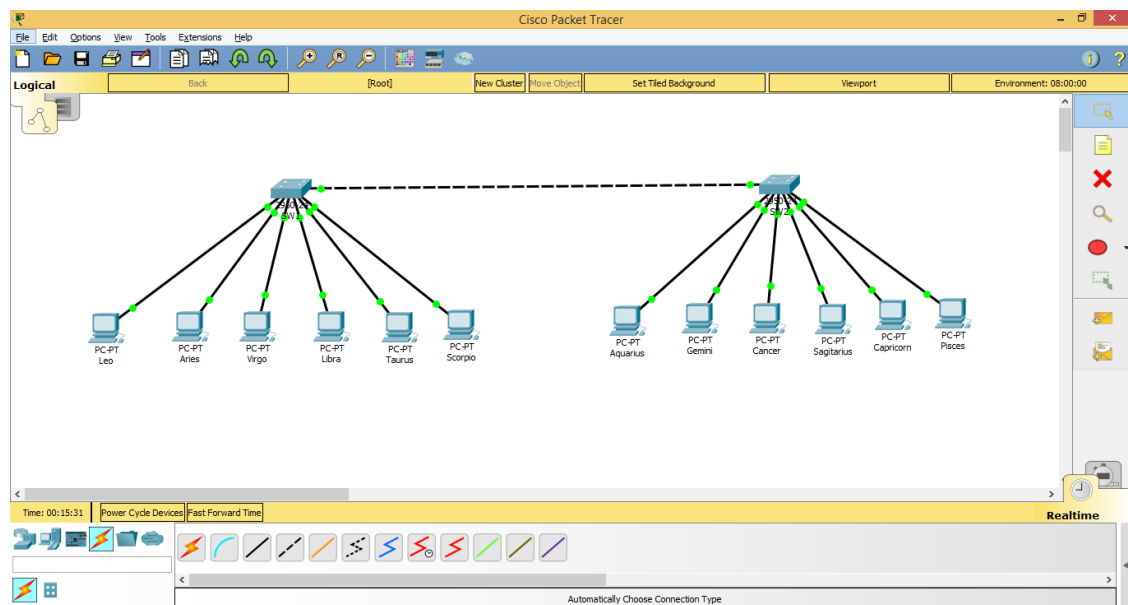 Cisco Packet Tracer
File Edit Options View Tools Extensions Help
Logical Back [Root] New Cluster Move Object Set Tiled Background Viewport Environment: 08:00:00
SW1
SW2
PC-PT
Leo
PC-PT
Aries
PC-PT
Virgo
PC-PT
Libra
PC-PT
Taurus
PC-PT
Scorpio
PC-PT
Aquarius
PC-PT
Gemini
PC-PT
Cancer
PC-PT
Sagitarius
PC-PT
Capricorn
PC-PT
Pisces
Time: 00:15:31 Power Cycle Devices Fast Forward Time
Realtime
Automatically Choose Connection Type